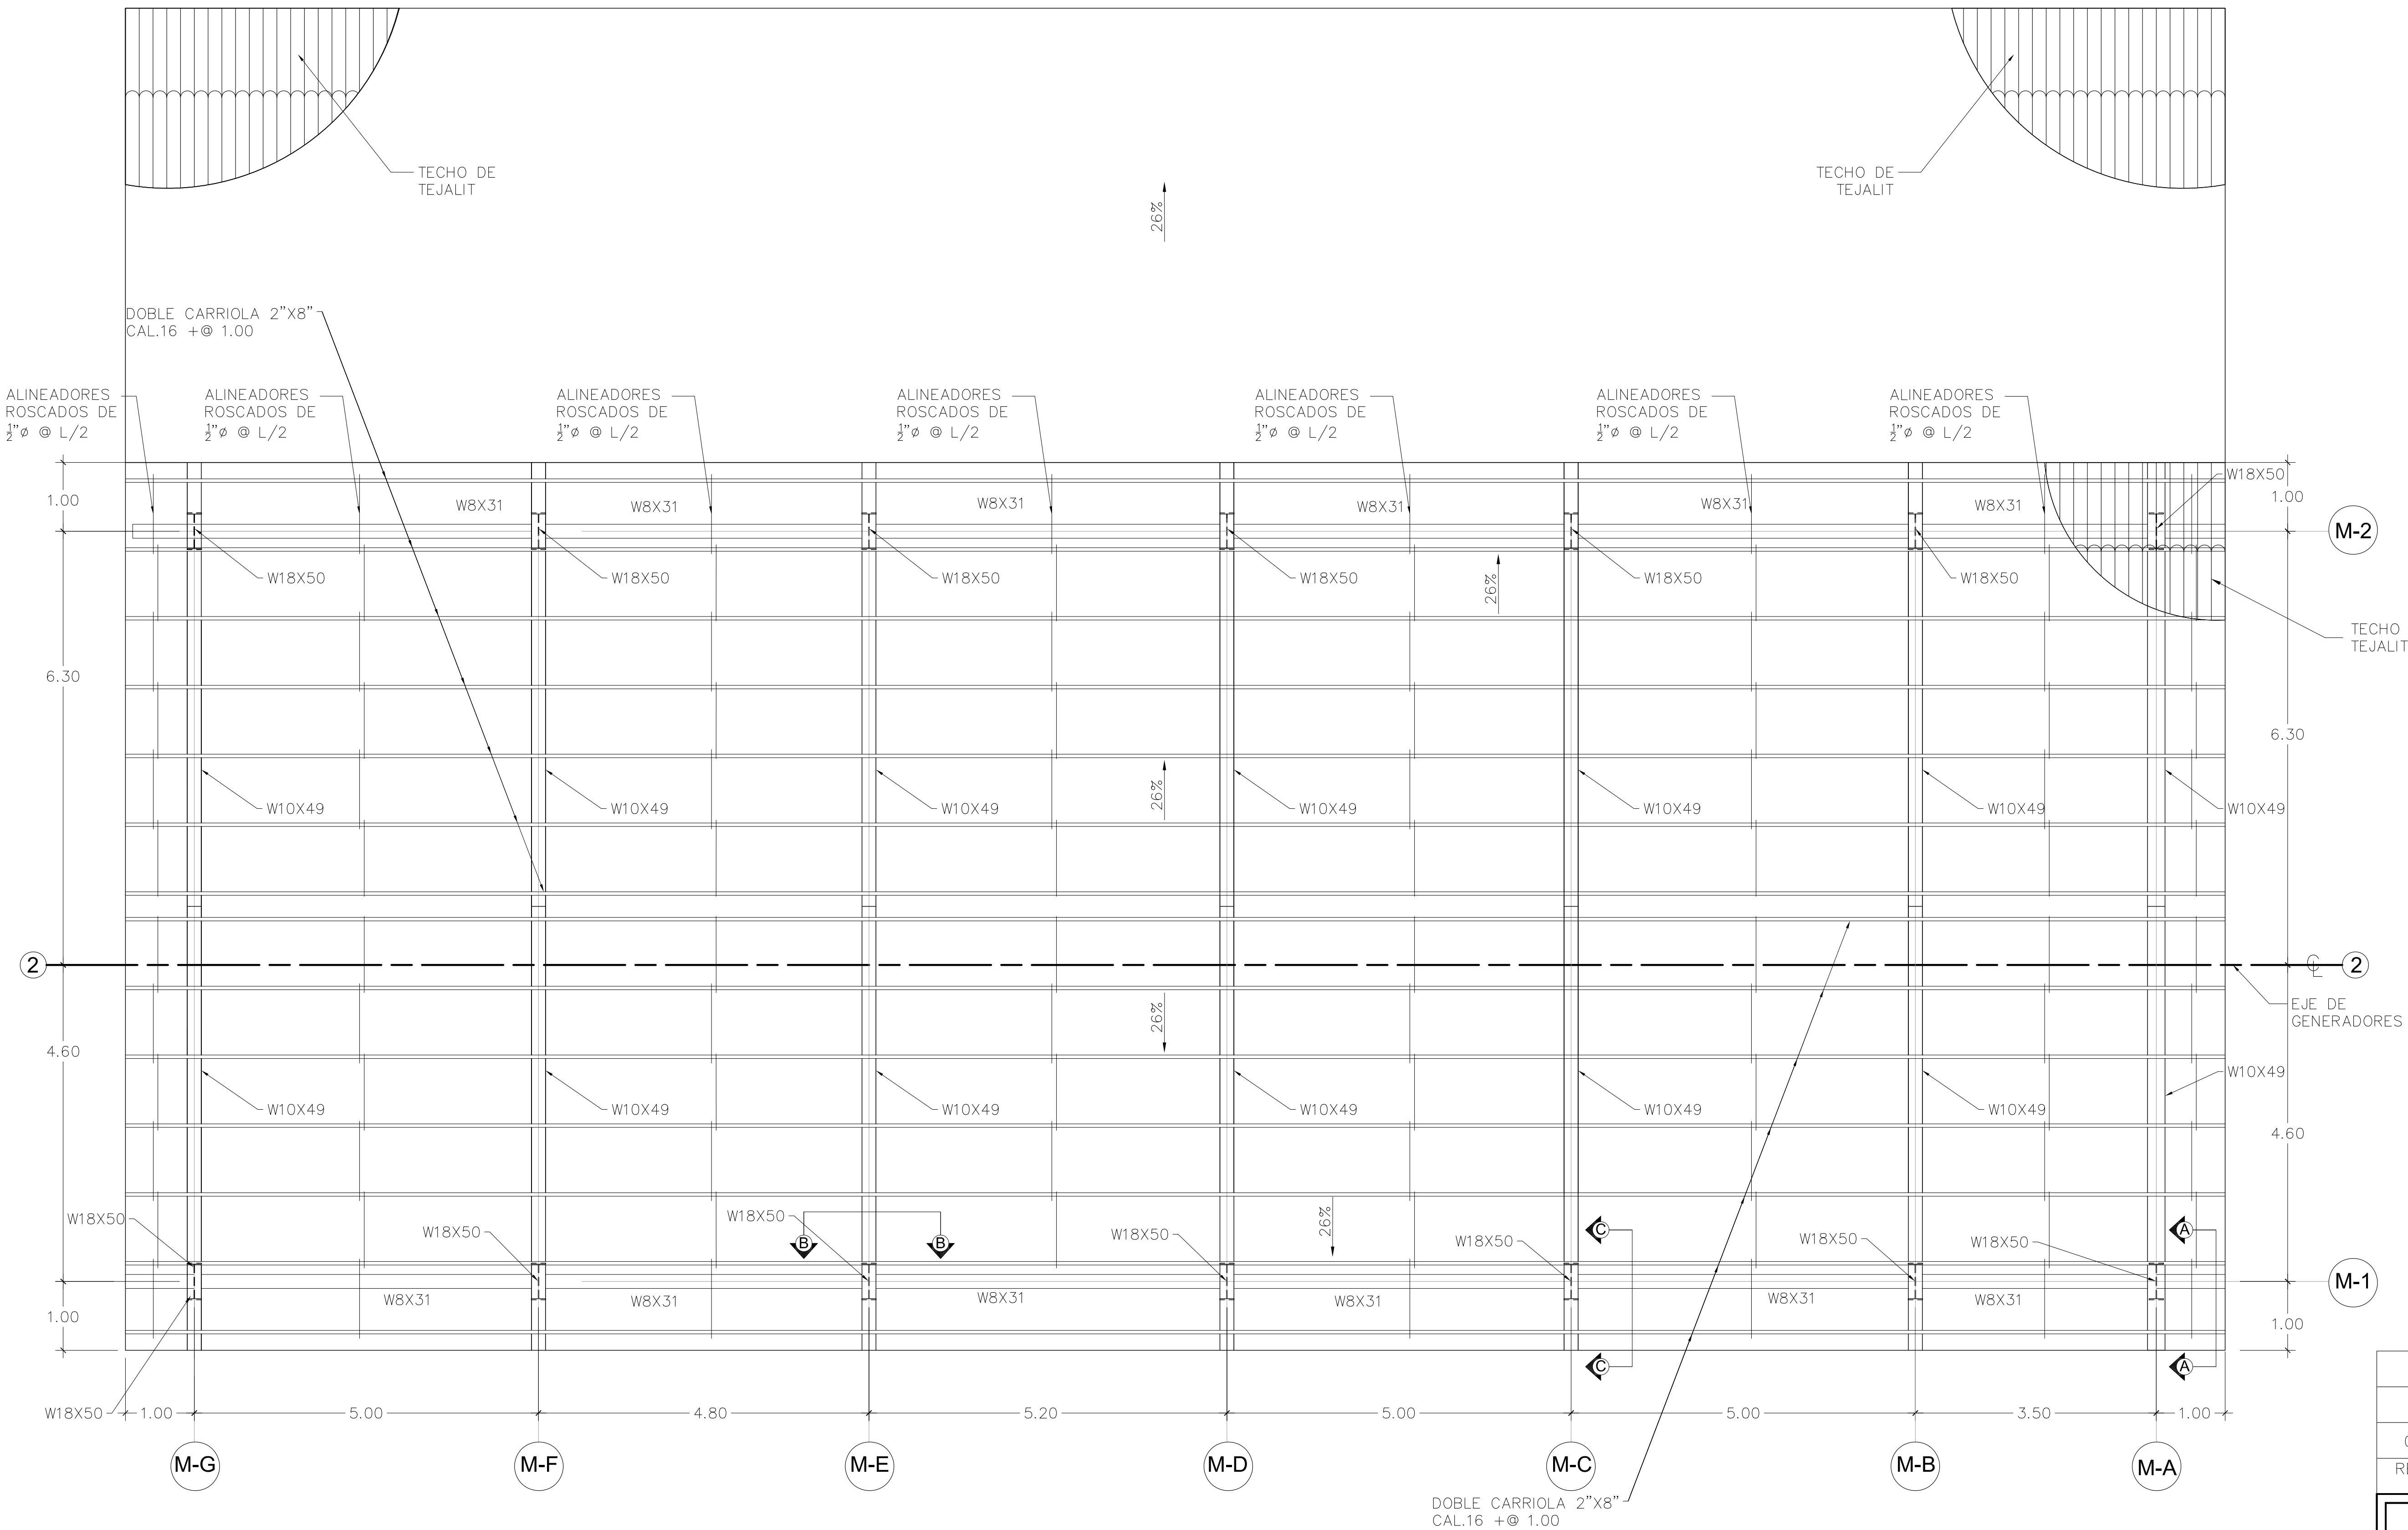 TECHO DE
TEJALIT
TECHO DE
TEJALIT
26%
DOBLE CARRIOLA 2"X8"
CAL.16 +@ 1.00
ALINEADORES
ROSCADOS DE
½"ø @ L/2
ALINEADORES
ROSCADOS DE
½"ø @ L/2
ALINEADORES
ROSCADOS DE
½"ø @ L/2
ALINEADORES
ROSCADOS DE
½"ø @ L/2
ALINEADORES
ROSCADOS DE
½"ø @ L/2
ALINEADORES
ROSCADOS DE
½"ø @ L/2
ALINEADORES
ROSCADOS DE
½"ø @ L/2
W18X50
1.00
W8X31
W8X31
W8X31
W8X31
W8X31
W8X31
1.00
M-2
W18X50
W18X50
W18X50
W18X50
W18X50
W18X50
26%
TECHO
TEJALIT
6.30
6.30
26%
W10X49
W10X49
W10X49
W10X49
W10X49
W10X49
W10X49
2
2
EJE DE
GENERADORES
26%
4.60
W10X49
W10X49
W10X49
W10X49
W10X49
W10X49
W10X49
4.60
W18X50
W18X50
W18X50
W18X50
W18X50
W18X50
W18X50
B
B
26%
C
A
M-1
W8X31
W8X31
W8X31
W8X31
W8X31
W8X31
1.00
1.00
C
A
W18X50
1.00
5.00
4.80
5.20
5.00
5.00
3.50
1.00
M-G
M-F
M-E
M-D
M-C
M-B
M-A
DOBLE CARRIOLA 2"X8"
CAL.16 +@ 1.00